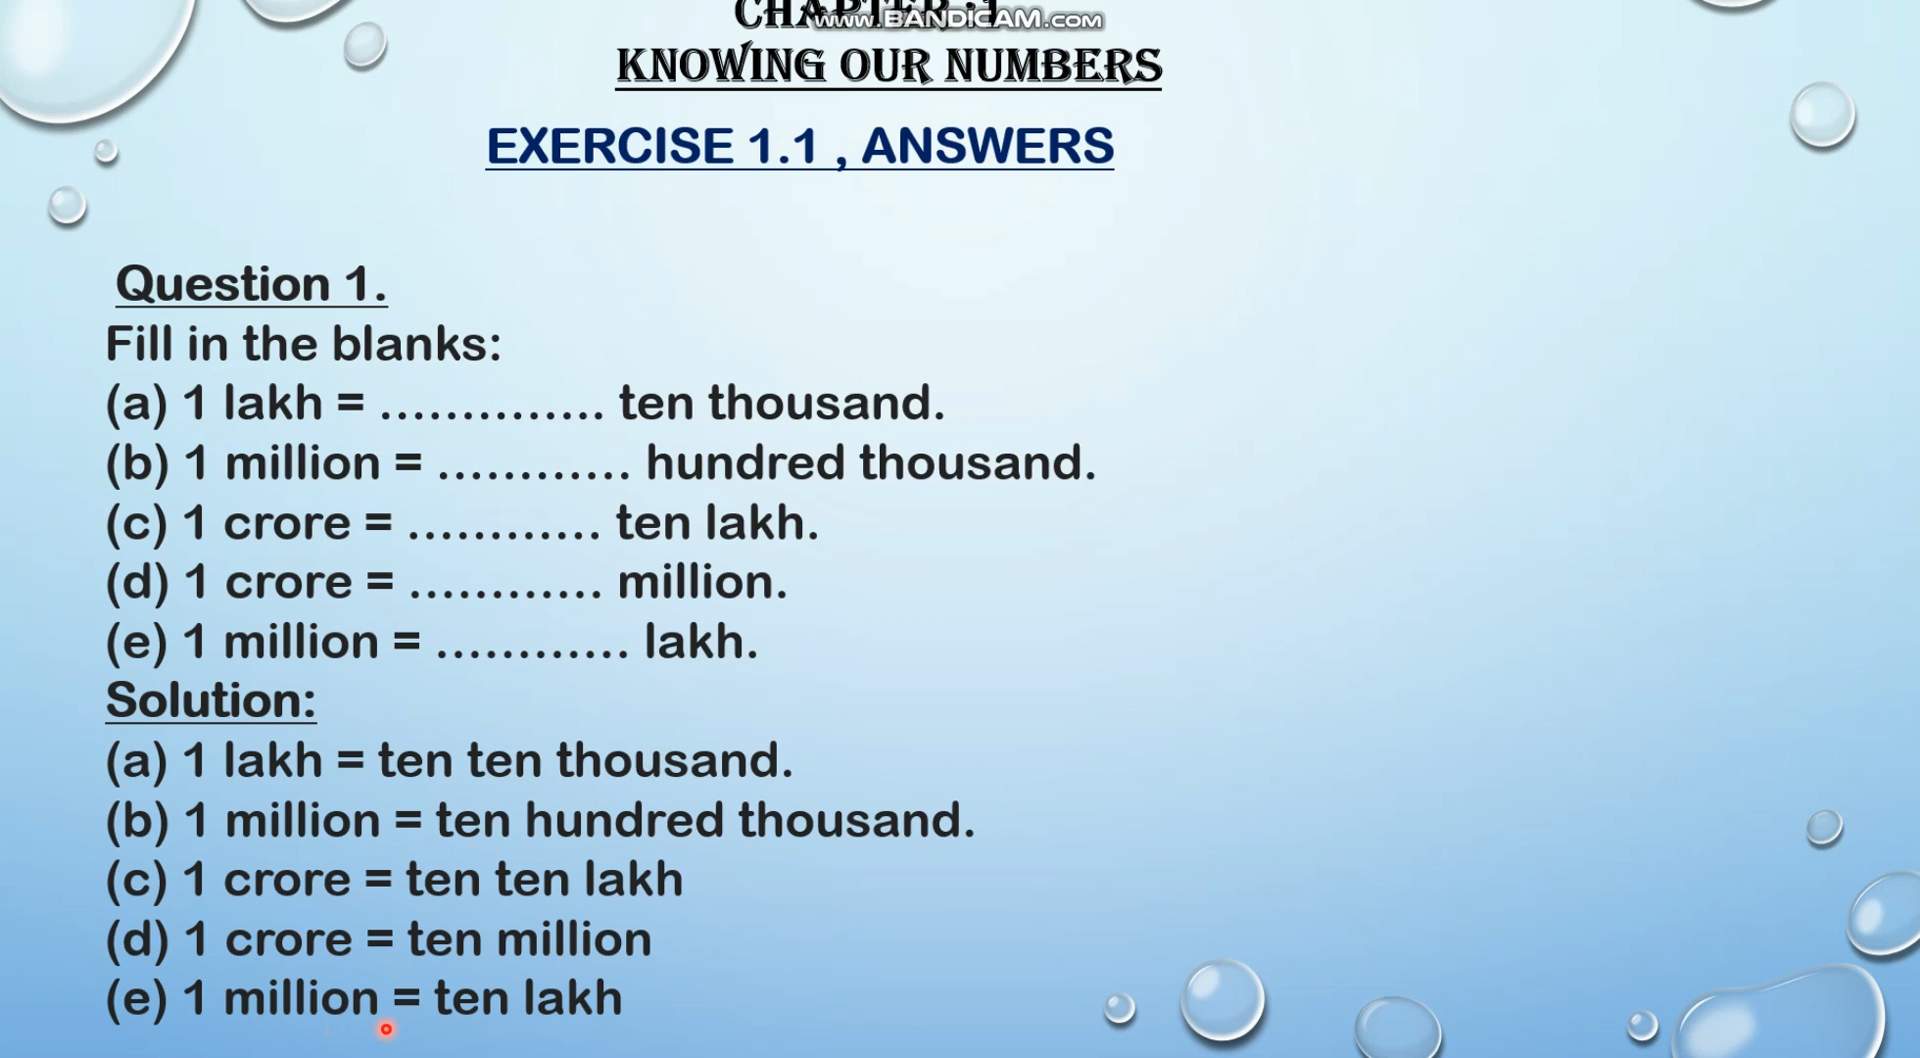 CHAPTER :1
www.BANDICAM.com
KNOWING OUR NUMBERS
EXERCISE 1.1 , ANSWERS
Question 1.
Fill in the blanks:
(a) 1 lakh = .............. ten thousand.
(b) 1 million = ............ hundred thousand.
(c) 1 crore = ............ ten lakh.
(d) 1 crore = ............ million.
(e) 1 million = ............ lakh.
Solution:
(a) 1 lakh = ten ten thousand.
(b) 1 million = ten hundred thousand.
(c) 1 crore = ten ten lakh
(d) 1 crore = ten million
(e) 1 million = ten lakh